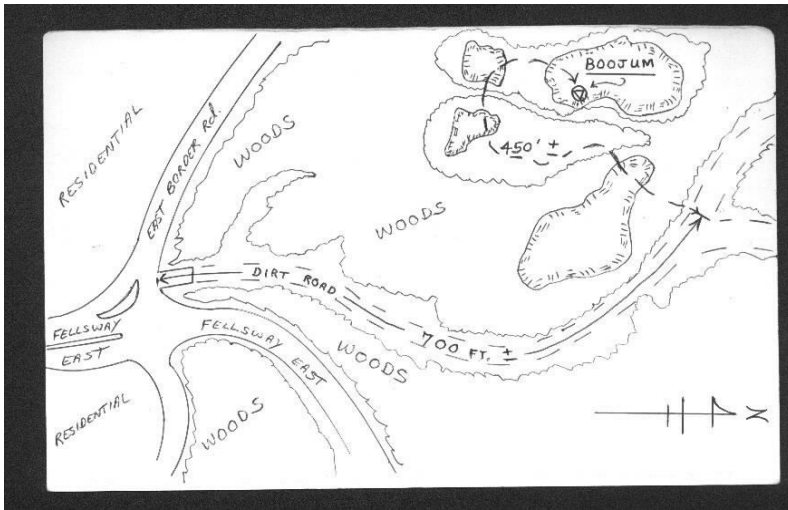 BOOJUM
RESIDENTIAL
EAST BORDER Rd.
WOODS
450' ±
WOODS
DIRT ROAD
FELLSWAY
EAST
FELLSWAY EAST
WOODS
700 FT. ±
RESIDENTIAL
WOODS
N